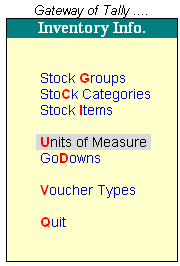 Gateway of Tally ....
Inventory Info.
Stock Groups
StoCk Categories
Stock Items
Units of Measure
GoDowns
Voucher Types
Quit